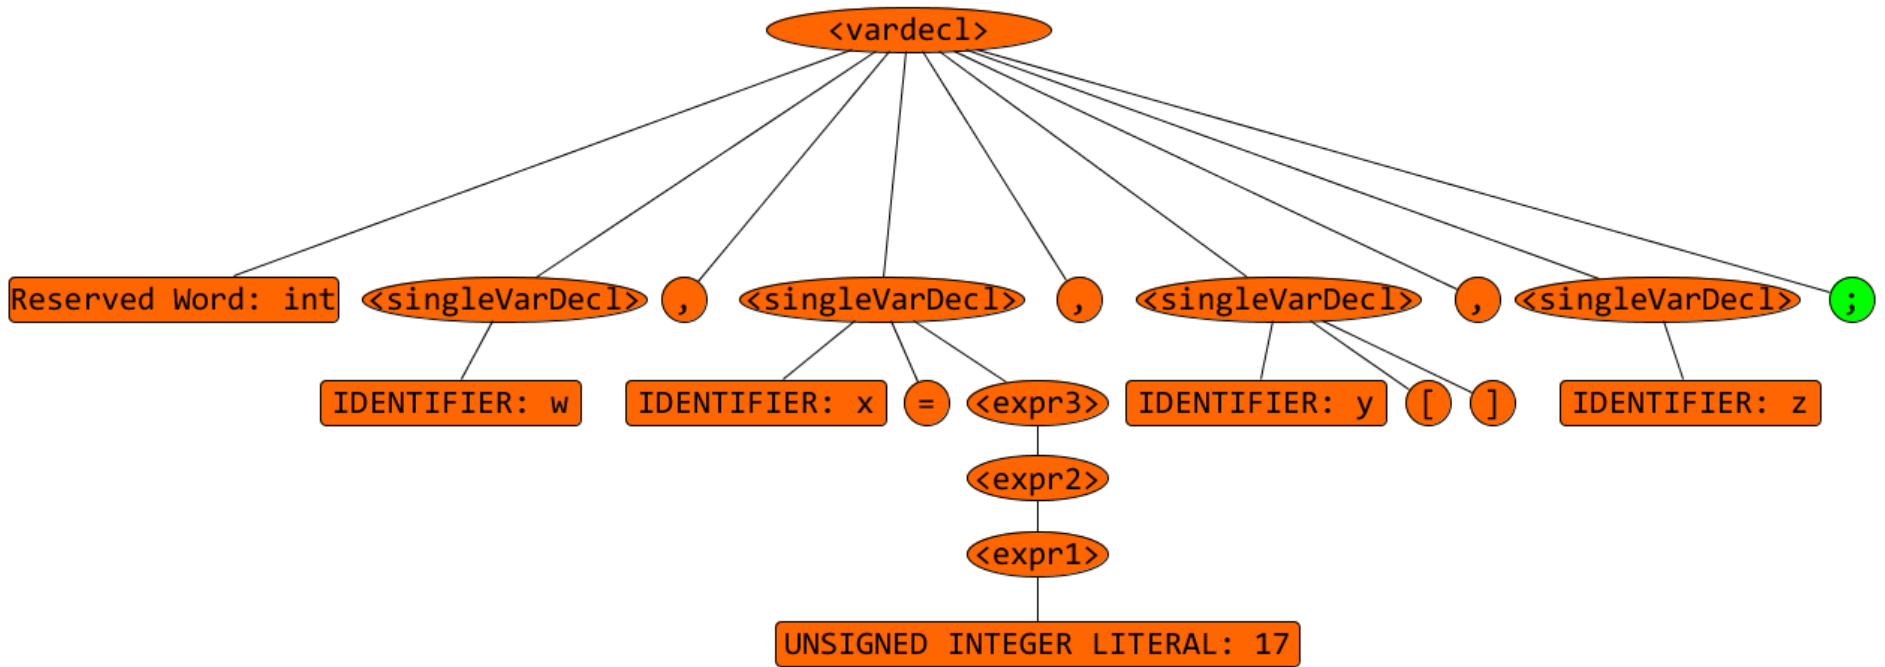 <vardecl>
Reserved Word: int <singleVarDecl> , <singleVarDecl> , <singleVarDecl> , <singleVarDecl> ;
IDENTIFIER: w IDENTIFIER: x = <expr3> IDENTIFIER: y [ ] IDENTIFIER: z
<expr2>
<expr1>
UNSIGNED INTEGER LITERAL: 17